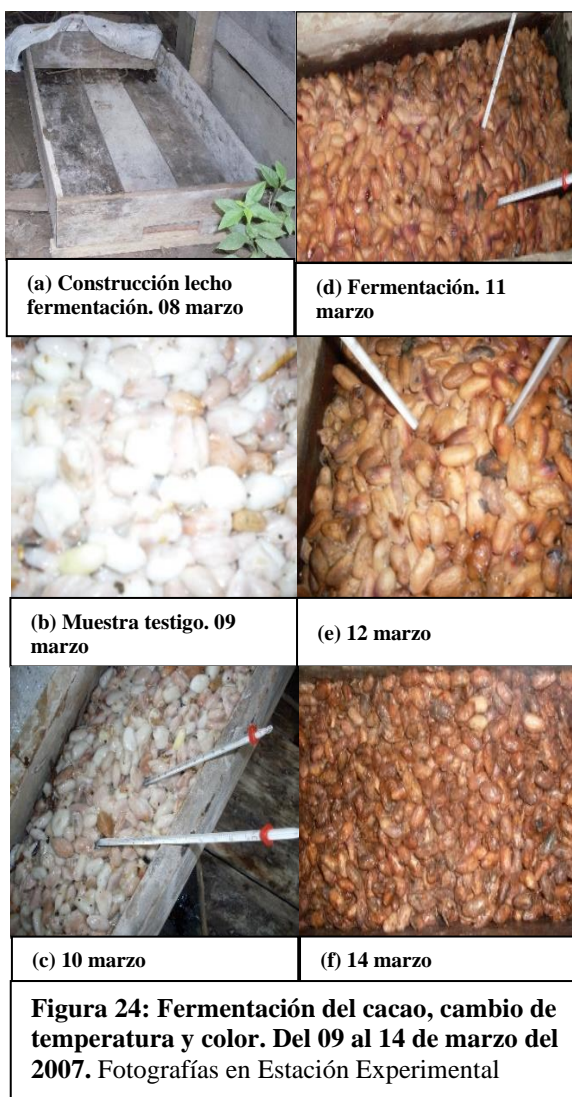 (a) Construcción lecho
fermentación. 08 marzo
(d) Fermentación. 11
marzo
(b) Muestra testigo. 09
marzo
(e) 12 marzo
(c) 10 marzo
(f) 14 marzo
Figura 24: Fermentación del cacao, cambio de
temperatura y color. Del 09 al 14 de marzo del
2007. Fotografías en Estación Experimental